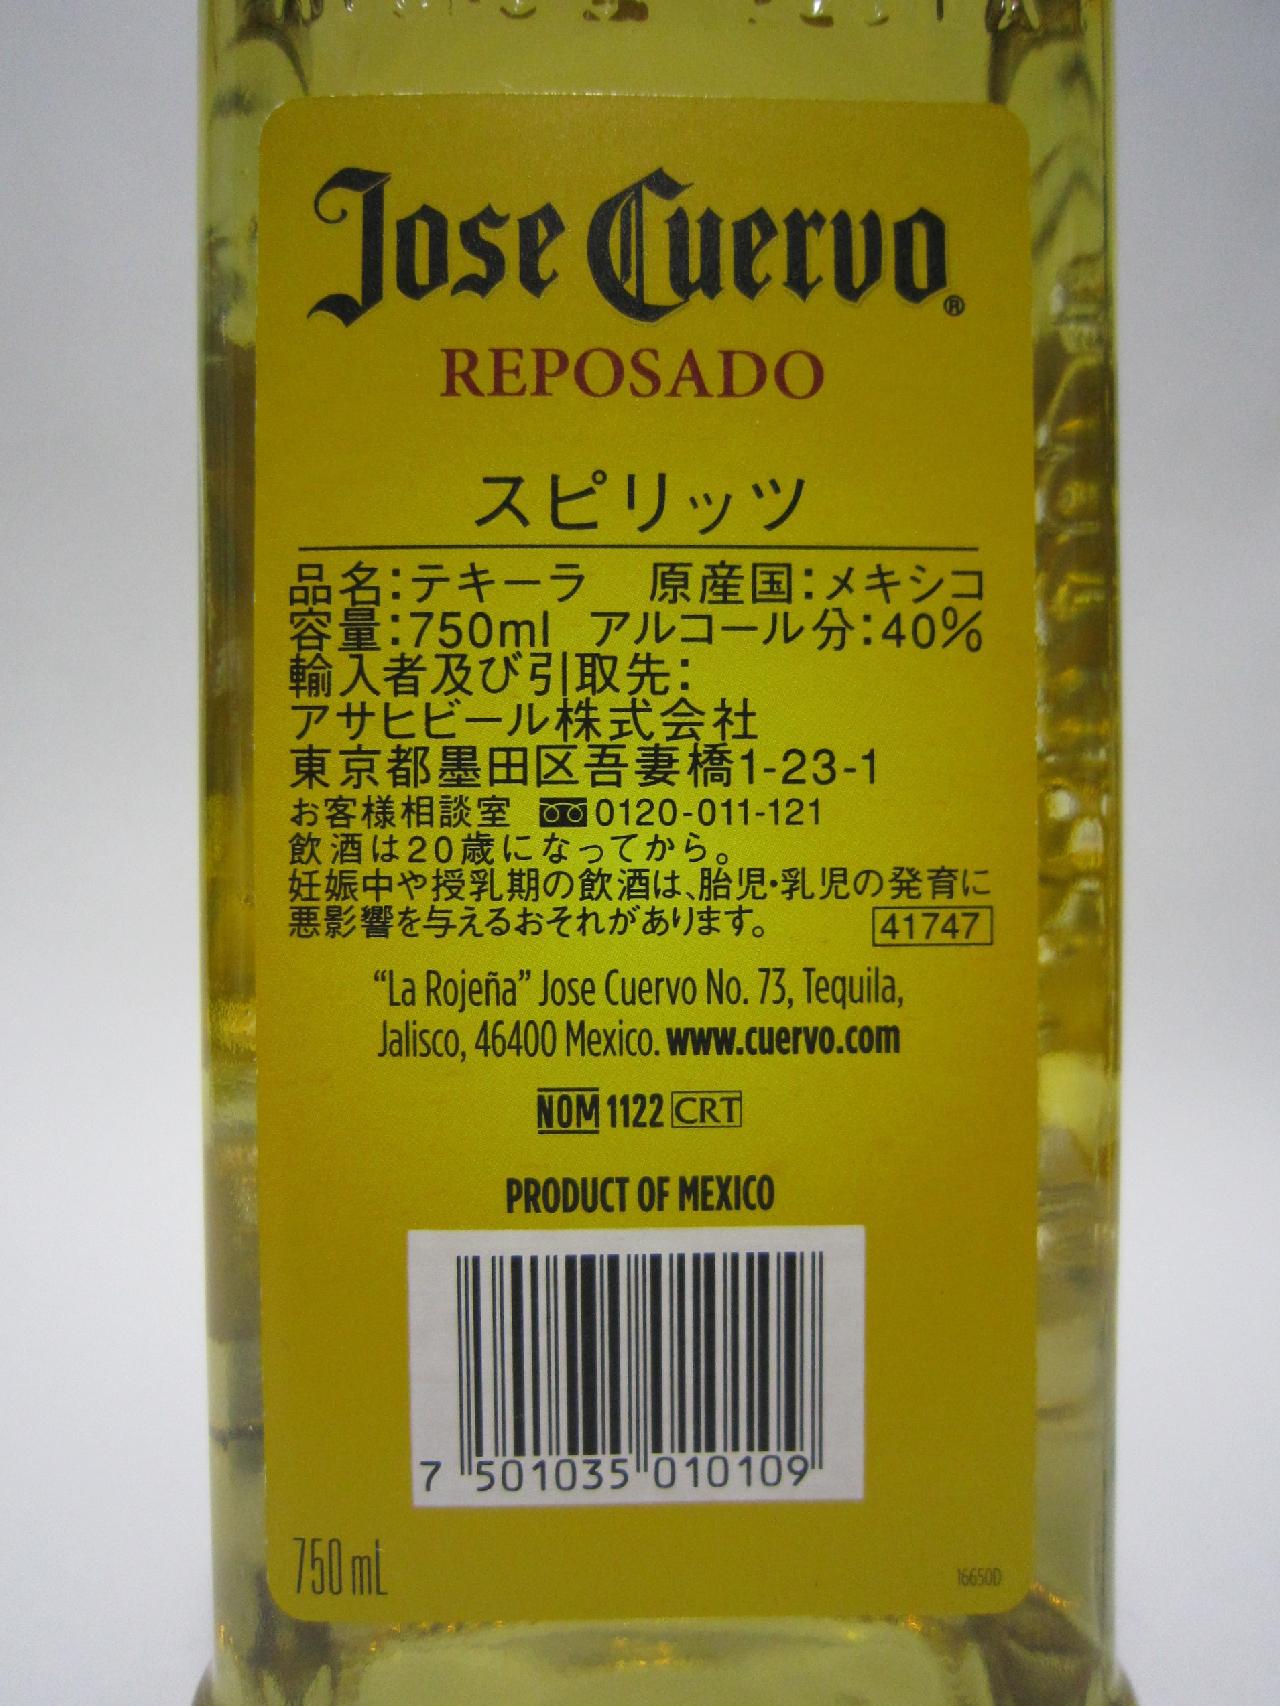 Jose Cuervo®
REPOSADO
スピリッツ
品名:テキーラ 原産国:メキシコ
容量:750ml アルコール分:40%
輸入者及び引取先:
アサヒビール株式会社
東京都墨田区吾妻橋1-23-1
お客様相談室 0120-011-121
飲酒は20歳になってから。
妊娠中や授乳期の飲酒は、胎児・乳児の発育に
悪影響を与えるおそれがあります。 41747
“La Rojeña” Jose Cuervo No. 73, Tequila,
Jalisco, 46400 Mexico. www.cuervo.com
NOM 1122 CRT
PRODUCT OF MEXICO
7 501035 010109
750 mL 16650D